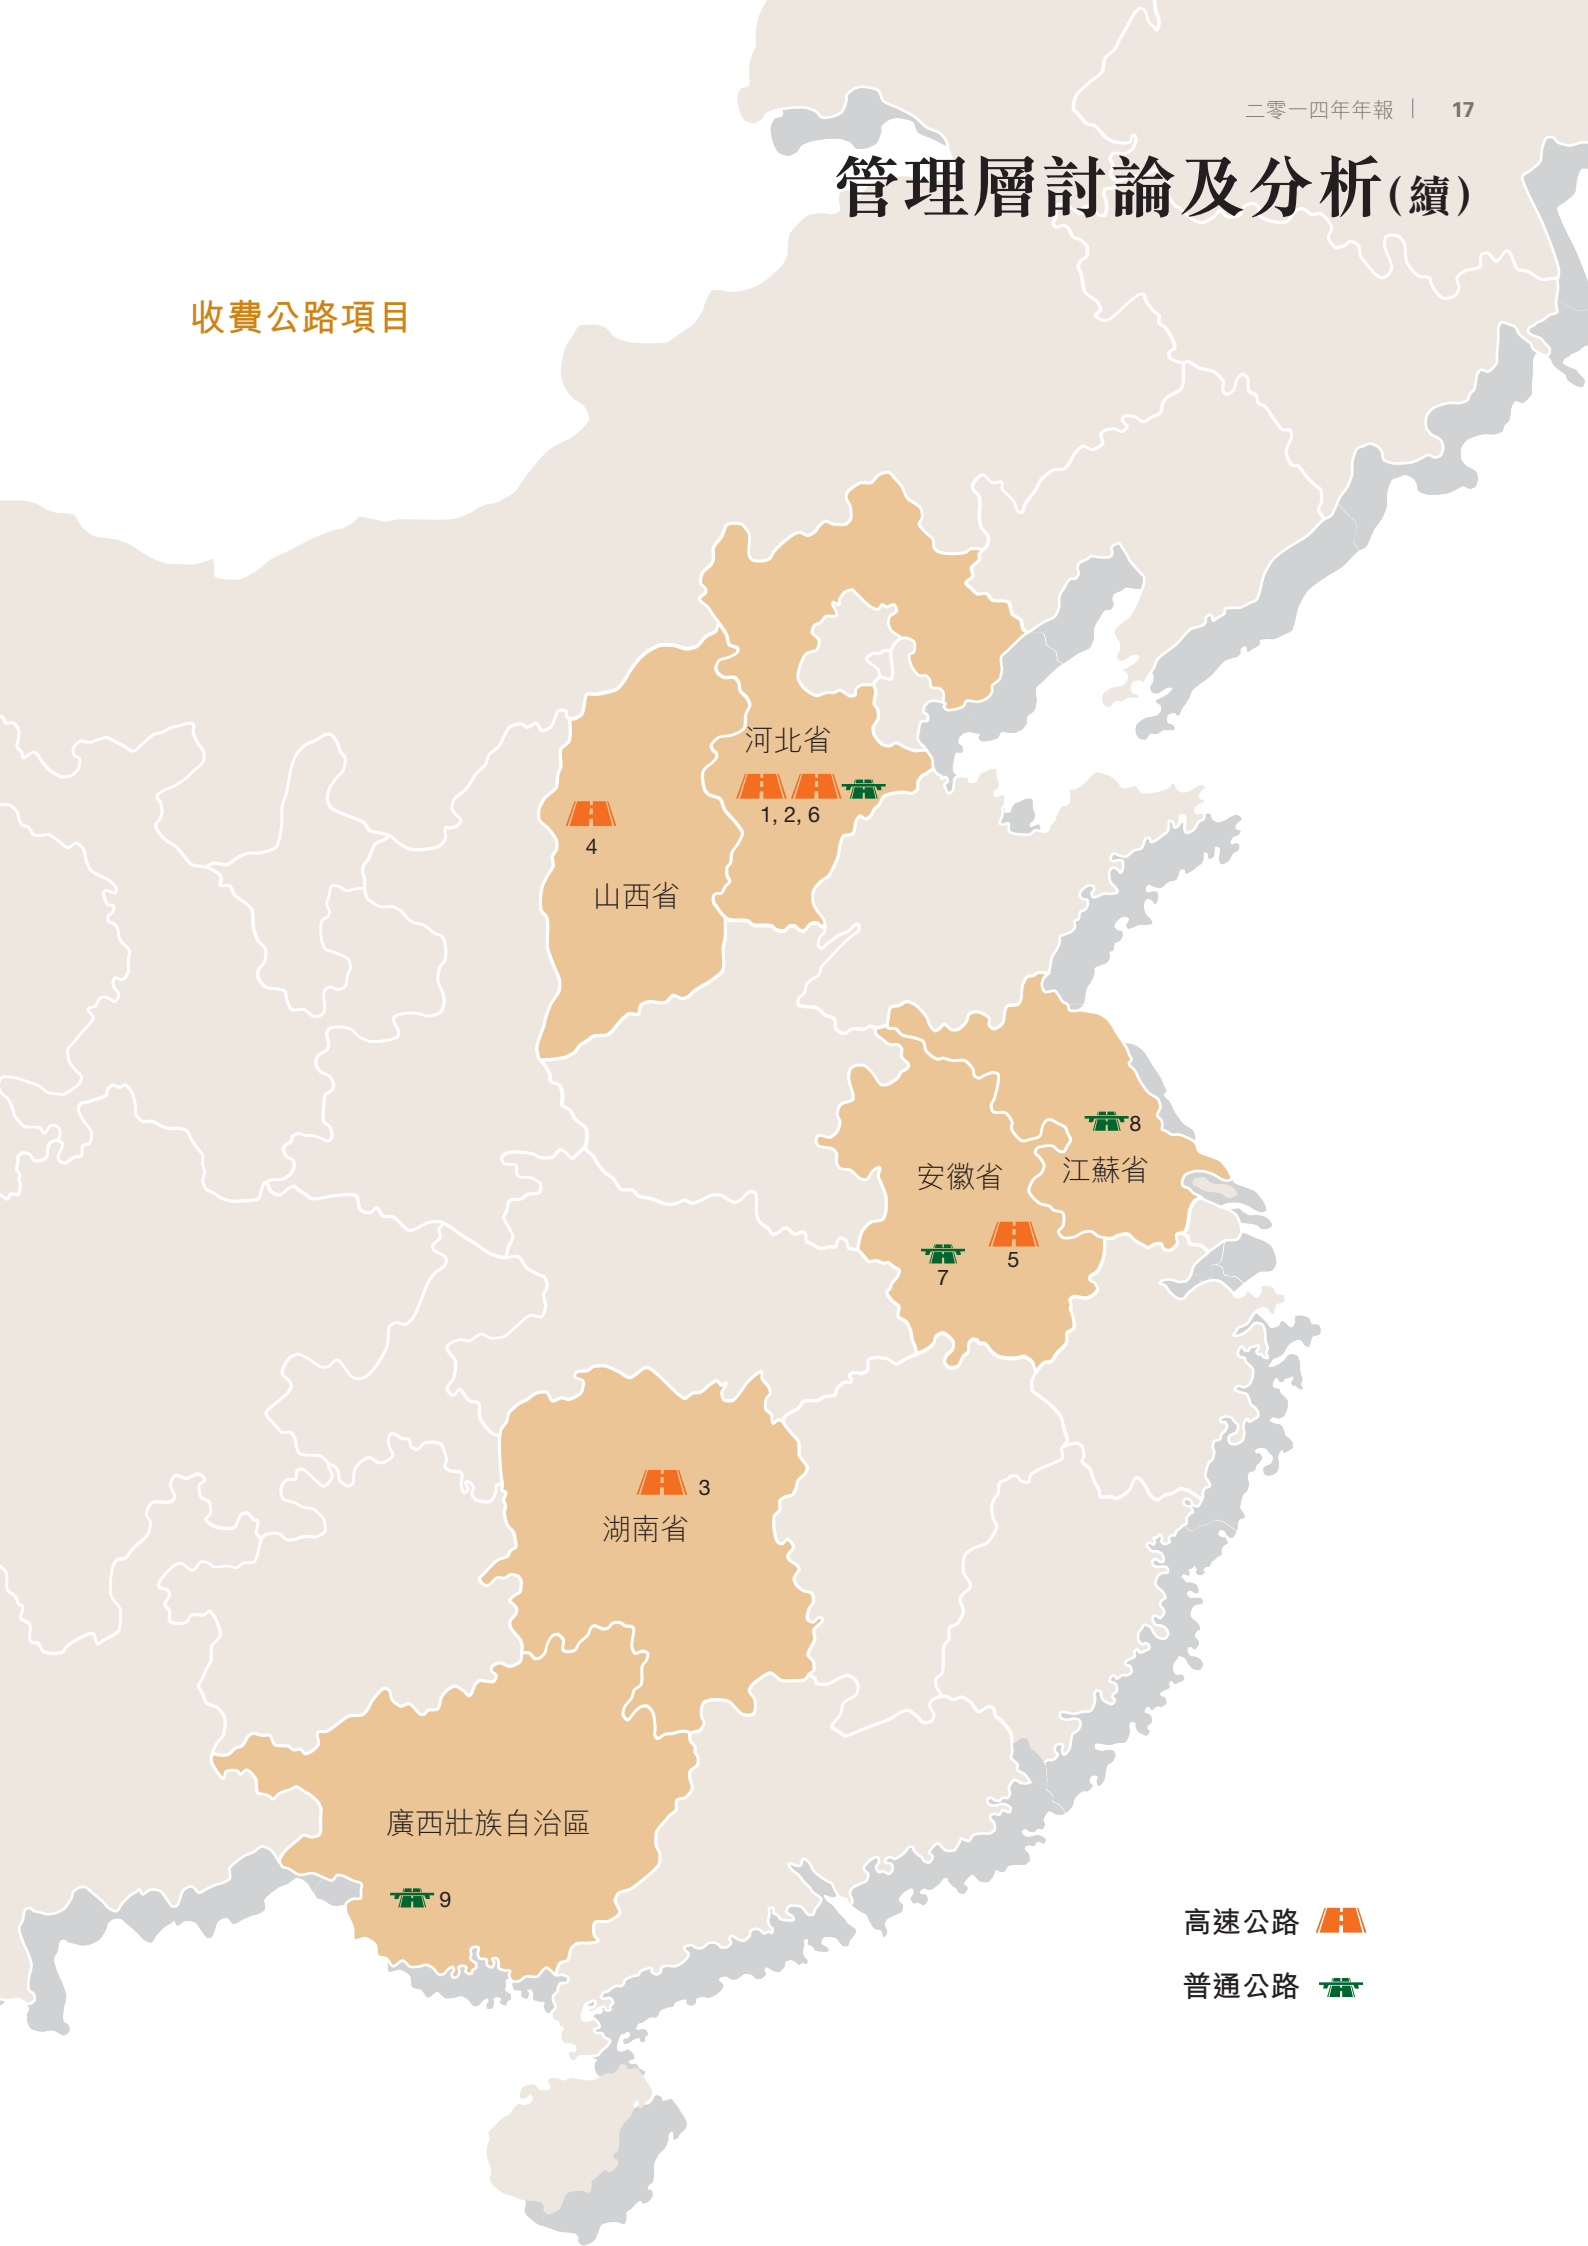 二零一四年年報 | 17
管理層討論及分析(續)
收費公路項目
河北省
1, 2, 6
4
山西省
8
江蘇省
安徽省
5
7
3
湖南省
廣西壯族自治區
9
高速公路
普通公路